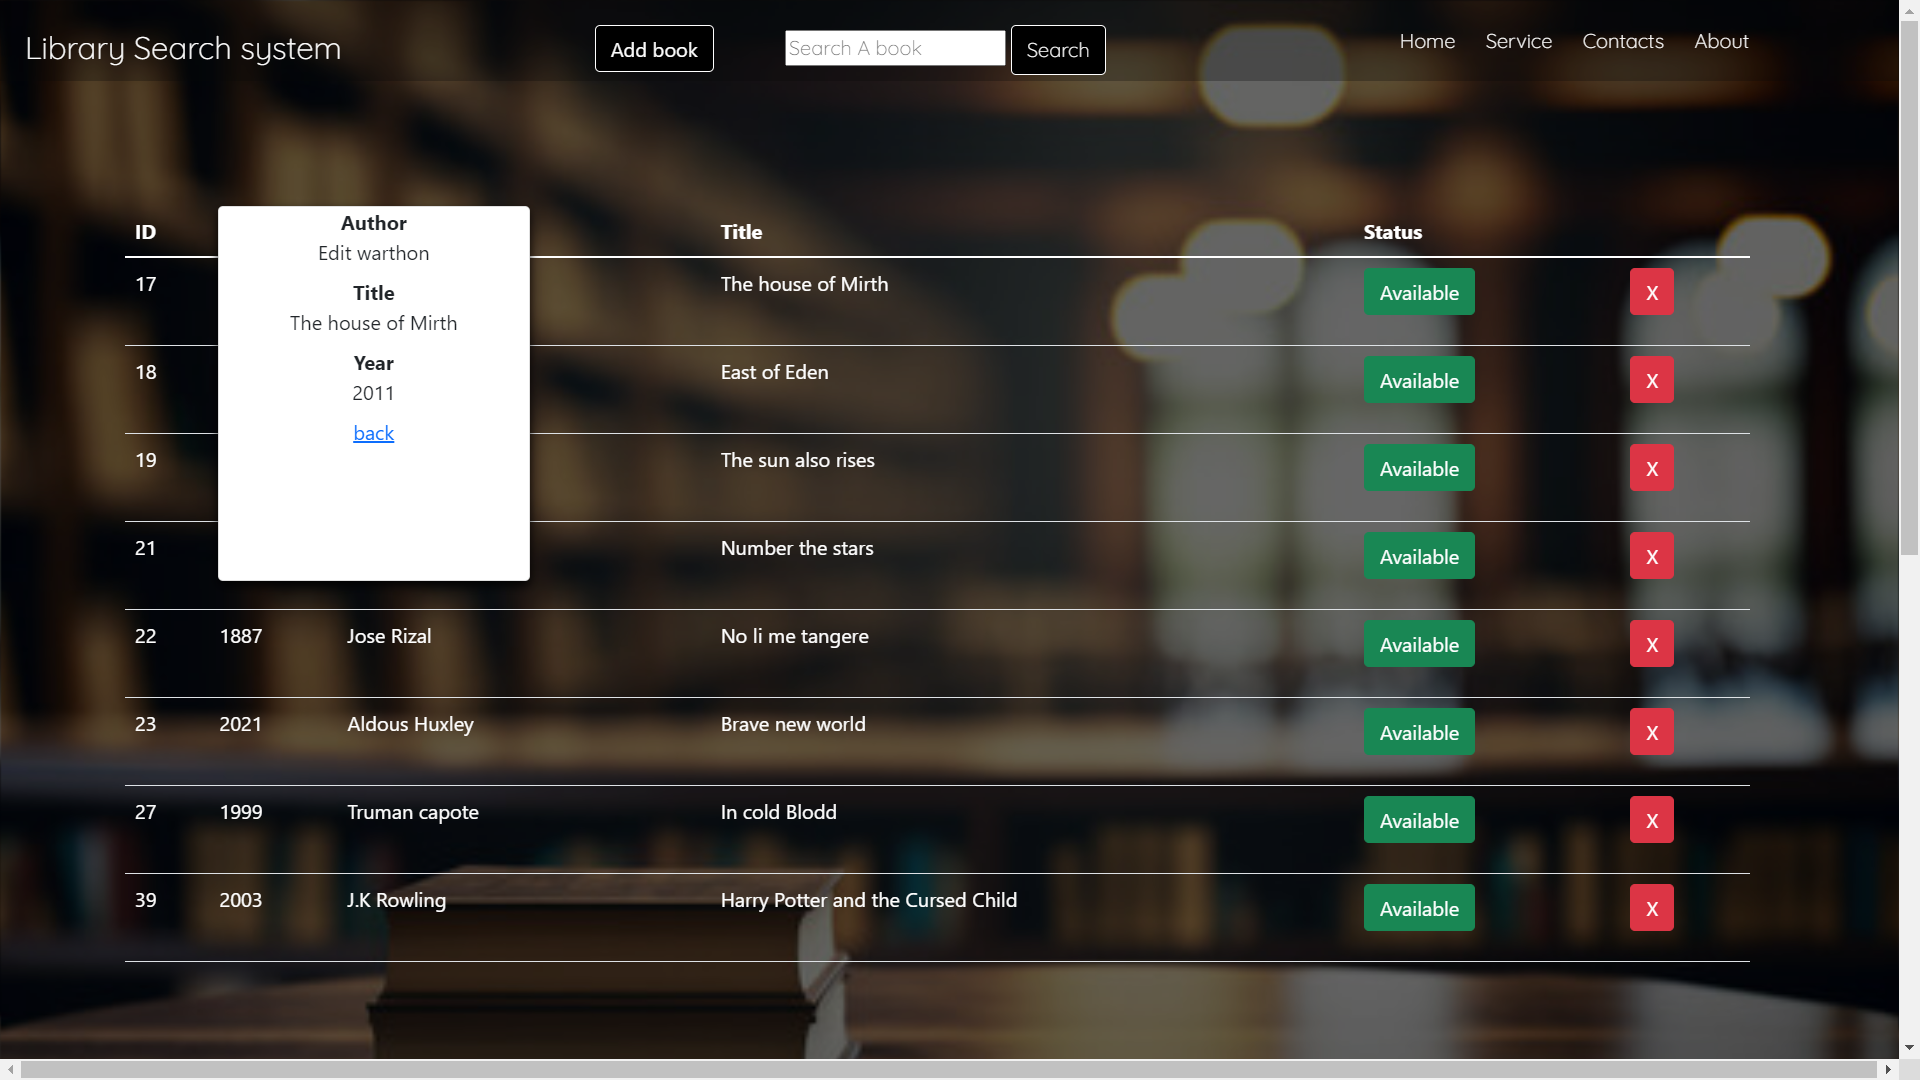 Library Search system
Add book
Search A book
Search
Home Service Contacts About
ID Title Status
Author
Edit warthon
Title
The house of Mirth
Year
2011
back
17 The house of Mirth Available X
18 East of Eden Available X
19 The sun also rises Available X
21 Number the stars Available X
22 1887 Jose Rizal No li me tangere Available X
23 2021 Aldous Huxley Brave new world Available X
27 1999 Truman capote In cold Blodd Available X
39 2003 J.K Rowling Harry Potter and the Cursed Child Available X